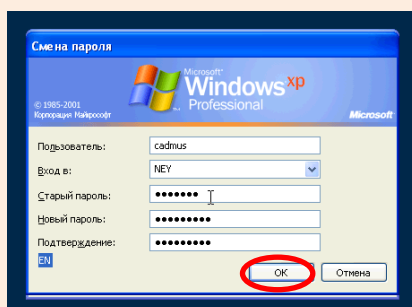 Смена пароля
Microsoft®
Windows xp
Professional
© 1985-2001
Корпорация Майкрософт
Microsoft
Пользователь: cadmus
Вход в: NEY
Старый пароль: •••••••
Новый пароль: •••••••••
Подтверждение: •••••••••
EN
OK Отмена